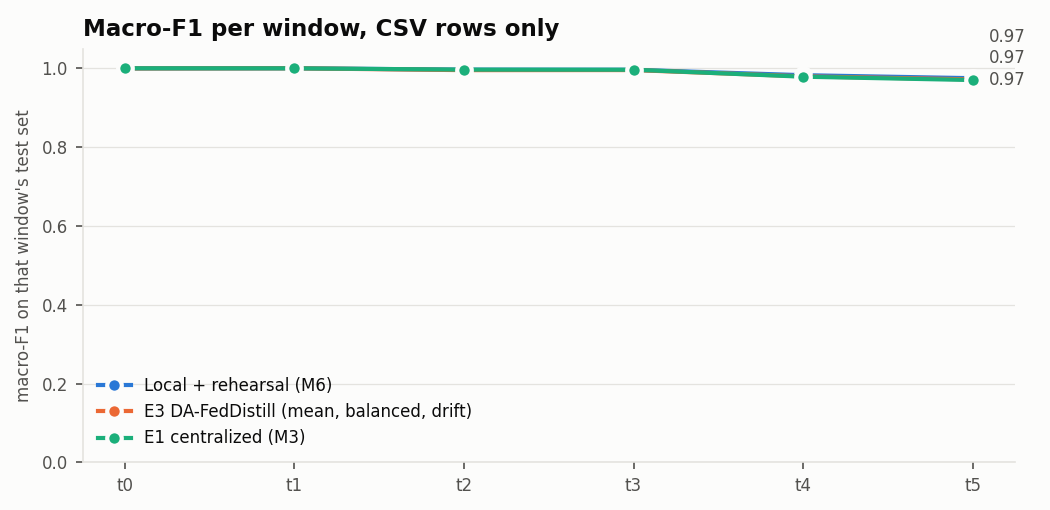 Macro-F1 per window, CSV rows only
0.97
0.97
0.97
1.0
0.8
0.6
0.4
0.2
0.0
macro-F1 on that window's test set
Local + rehearsal (M6)
E3 DA-FedDistill (mean, balanced, drift)
E1 centralized (M3)
t0 t1 t2 t3 t4 t5